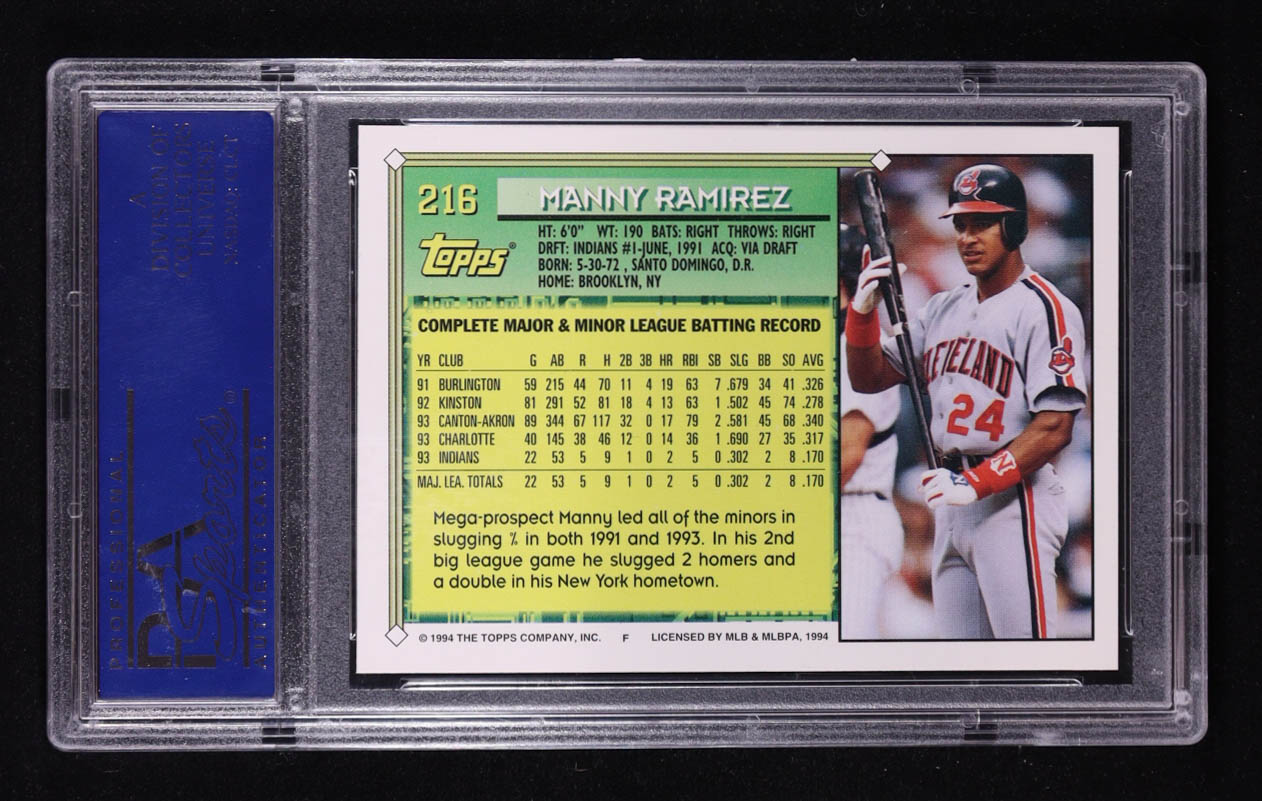 A
DIVISION OF
COLLECTORS
UNIVERSE
NASDAQ: CLCT
PROFESSIONAL
PSA
Sports
®
AUTHENTICATOR
216
MANNY RAMIREZ
Topps®
HT: 6'0" WT: 190 BATS: RIGHT THROWS: RIGHT
DRFT: INDIANS #1-JUNE, 1991 ACQ: VIA DRAFT
BORN: 5-30-72 , SANTO DOMINGO, D.R.
HOME: BROOKLYN, NY
COMPLETE MAJOR & MINOR LEAGUE BATTING RECORD
YR CLUB G AB R H 2B 3B HR RBI SB SLG BB SO AVG
91 BURLINGTON 59 215 44 70 11 4 19 63 7 .679 34 41 .326
92 KINSTON 81 291 52 81 18 4 13 63 1 .502 45 74 .278
93 CANTON-AKRON 89 344 67 117 32 0 17 79 2 .581 45 68 .340
93 CHARLOTTE 40 145 38 46 12 0 14 36 1 .690 27 35 .317
93 INDIANS 22 53 5 9 1 0 2 5 0 .302 2 8 .170
MAJ. LEA. TOTALS 22 53 5 9 1 0 2 5 0 .302 2 8 .170
Mega-prospect Manny led all of the minors in
slugging % in both 1991 and 1993. In his 2nd
big league game he slugged 2 homers and
a double in his New York hometown.
© 1994 THE TOPPS COMPANY, INC. F LICENSED BY MLB & MLBPA, 1994
CLEVELAND
24
N